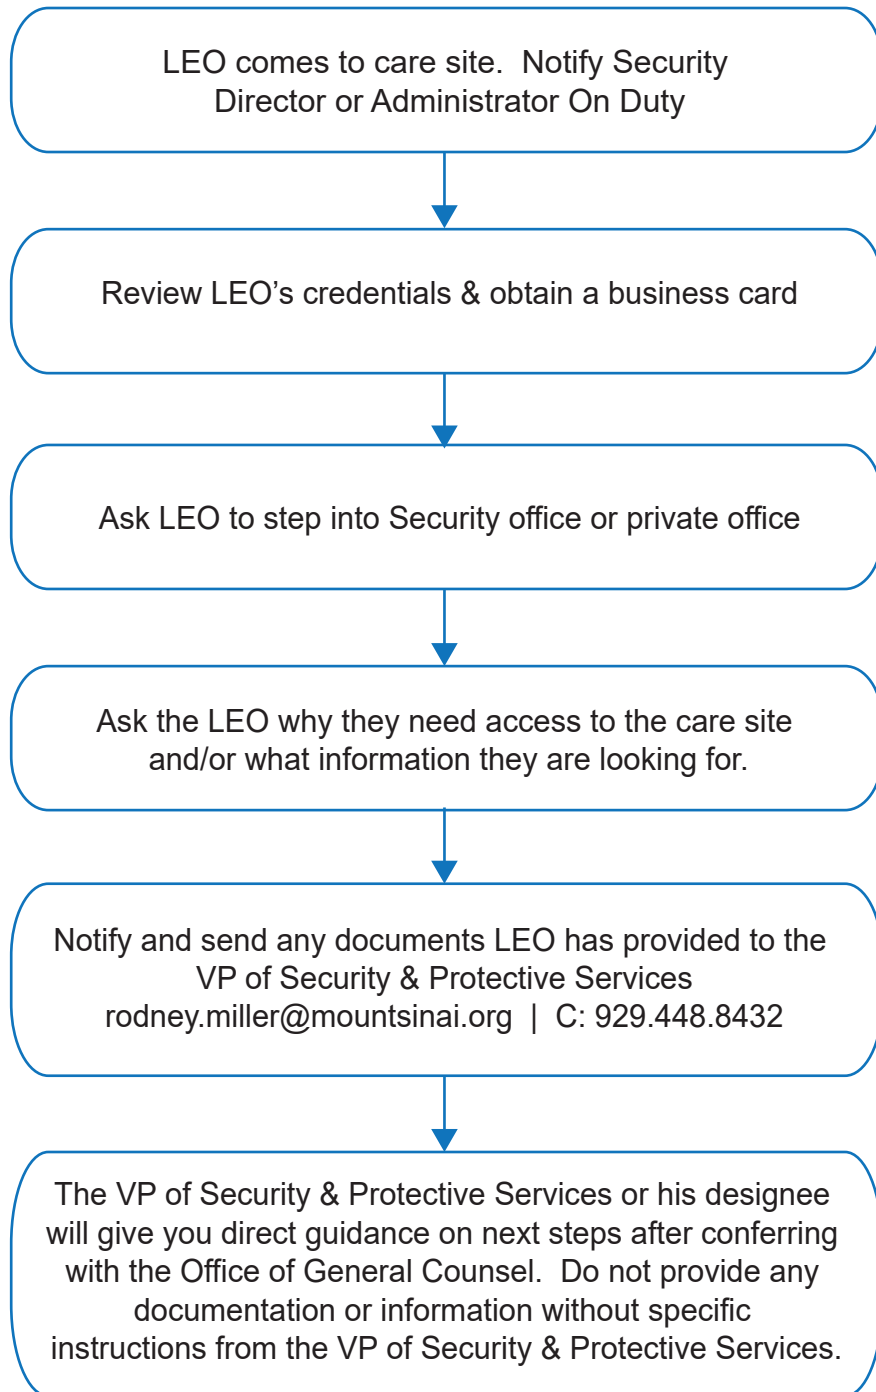 LEO comes to care site.  Notify Security
Director or Administrator On Duty
Review LEO’s credentials & obtain a business card
Ask LEO to step into Security office or private office
Ask the LEO why they need access to the care site
and/or what information they are looking for.
Notify and send any documents LEO has provided to the
VP of Security & Protective Services
rodney.miller@mountsinai.org  |  C: 929.448.8432
The VP of Security & Protective Services or his designee
will give you direct guidance on next steps after conferring
with the Office of General Counsel.  Do not provide any
documentation or information without specific
instructions from the VP of Security & Protective Services.